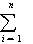 n
∑
i = 1